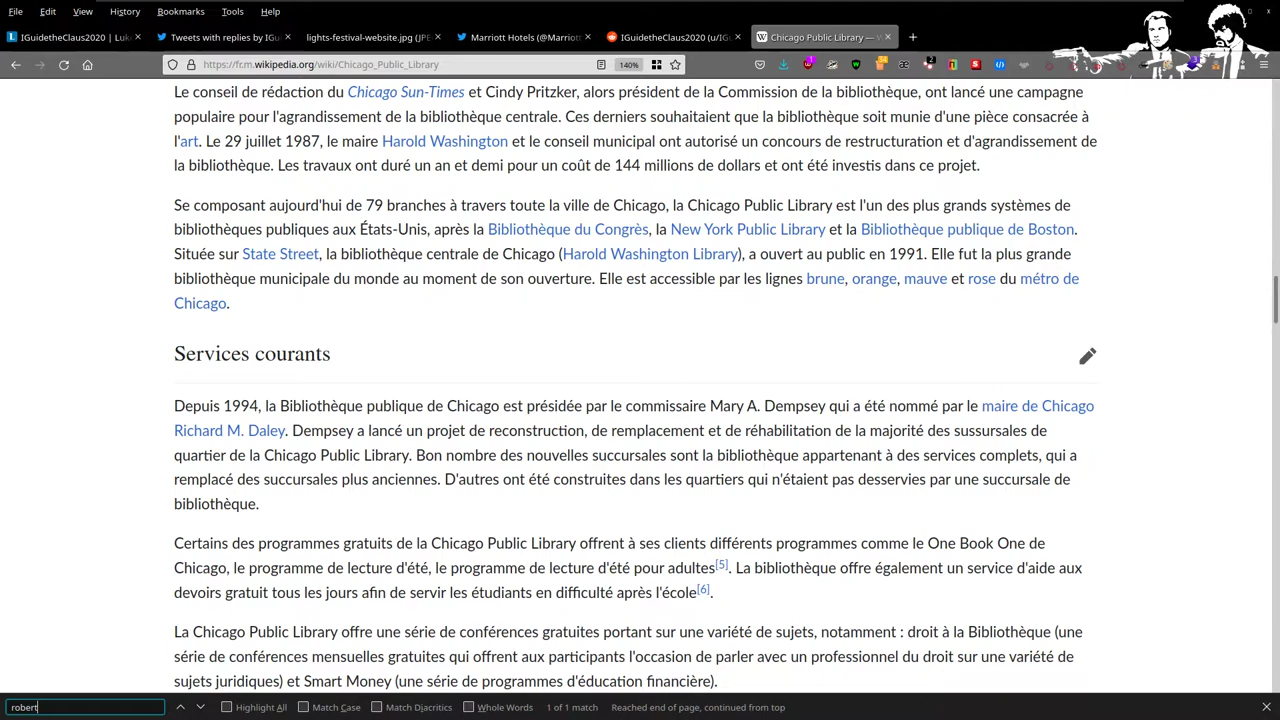 File Edit View History Bookmarks Tools Help
IGuidetheClaus2020 | Luk
Tweets with replies by IGu
lights-festival-website.jpg (JPE
Marriott Hotels (@Marriot
IGuidetheClaus2020 (u/IG
Chicago Public Library — W
https://fr.m.wikipedia.org/wiki/Chicago_Public_Library
140%
Le conseil de rédaction du Chicago Sun-Times et Cindy Pritzker, alors président de la Commission de la bibliothèque, ont lancé une campagne
populaire pour l'agrandissement de la bibliothèque centrale. Ces derniers souhaitaient que la bibliothèque soit munie d'une pièce consacrée à
l'art. Le 29 juillet 1987, le maire Harold Washington et le conseil municipal ont autorisé un concours de restructuration et d'agrandissement de
la bibliothèque. Les travaux ont duré un an et demi pour un coût de 144 millions de dollars et ont été investis dans ce projet.
Se composant aujourd'hui de 79 branches à travers toute la ville de Chicago, la Chicago Public Library est l'un des plus grands systèmes de
bibliothèques publiques aux États-Unis, après la Bibliothèque du Congrès, la New York Public Library et la Bibliothèque publique de Boston.
Située sur State Street, la bibliothèque centrale de Chicago (Harold Washington Library), a ouvert au public en 1991. Elle fut la plus grande
bibliothèque municipale du monde au moment de son ouverture. Elle est accessible par les lignes brune, orange, mauve et rose du métro de
Chicago.
Services courants
Depuis 1994, la Bibliothèque publique de Chicago est présidée par le commissaire Mary A. Dempsey qui a été nommé par le maire de Chicago
Richard M. Daley. Dempsey a lancé un projet de reconstruction, de remplacement et de réhabilitation de la majorité des sussursales de
quartier de la Chicago Public Library. Bon nombre des nouvelles succursales sont la bibliothèque appartenant à des services complets, qui a
remplacé des succursales plus anciennes. D'autres ont été construites dans les quartiers qui n'étaient pas desservies par une succursale de
bibliothèque.
Certains des programmes gratuits de la Chicago Public Library offrent à ses clients différents programmes comme le One Book One de
Chicago, le programme de lecture d'été, le programme de lecture d'été pour adultes[5]. La bibliothèque offre également un service d'aide aux
devoirs gratuit tous les jours afin de servir les étudiants en difficulté après l'école[6].
La Chicago Public Library offre une série de conférences gratuites portant sur une variété de sujets, notamment : droit à la Bibliothèque (une
série de conférences mensuelles gratuites qui offrent aux participants l'occasion de parler avec un professionnel du droit sur une variété de
sujets juridiques) et Smart Money (une série de programmes d'éducation financière).
robert Highlight All Match Case Match Diacritics Whole Words 1 of 1 match Reached end of page, continued from top